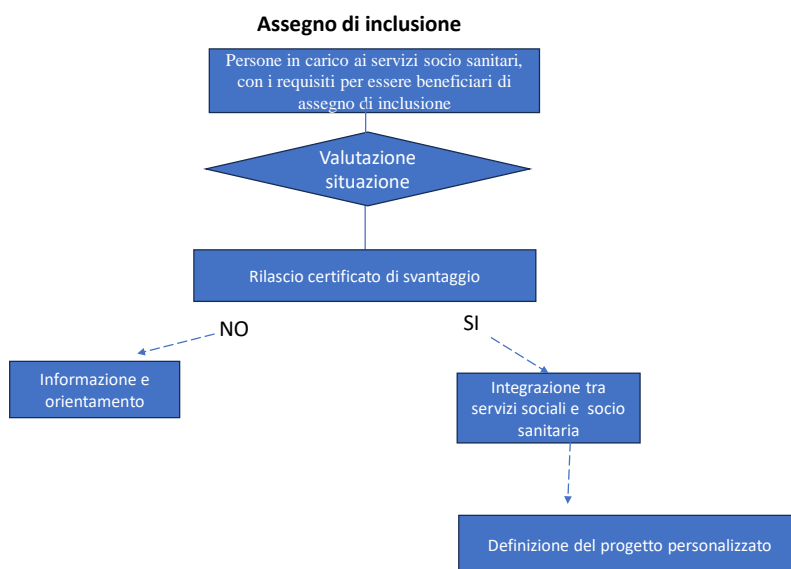 Assegno di inclusione
Persone in carico ai servizi socio sanitari,
con i requisiti per essere beneficiari di
assegno di inclusione
Valutazione
situazione
Rilascio certificato di svantaggio
NO
SI
Informazione e
orientamento
Integrazione tra
servizi sociali e socio
sanitaria
Definizione del progetto personalizzato